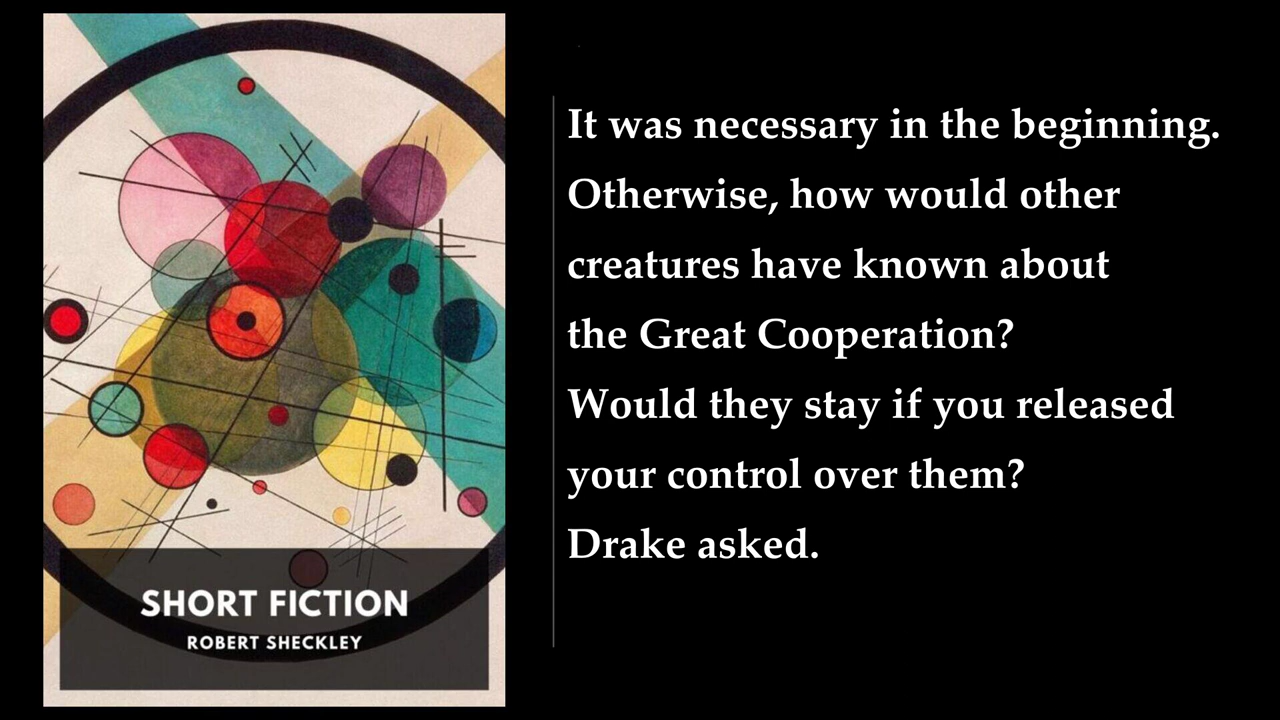 SHORT FICTION
ROBERT SHECKLEY
It was necessary in the beginning.
Otherwise, how would other
creatures have known about
the Great Cooperation?
Would they stay if you released
your control over them?
Drake asked.